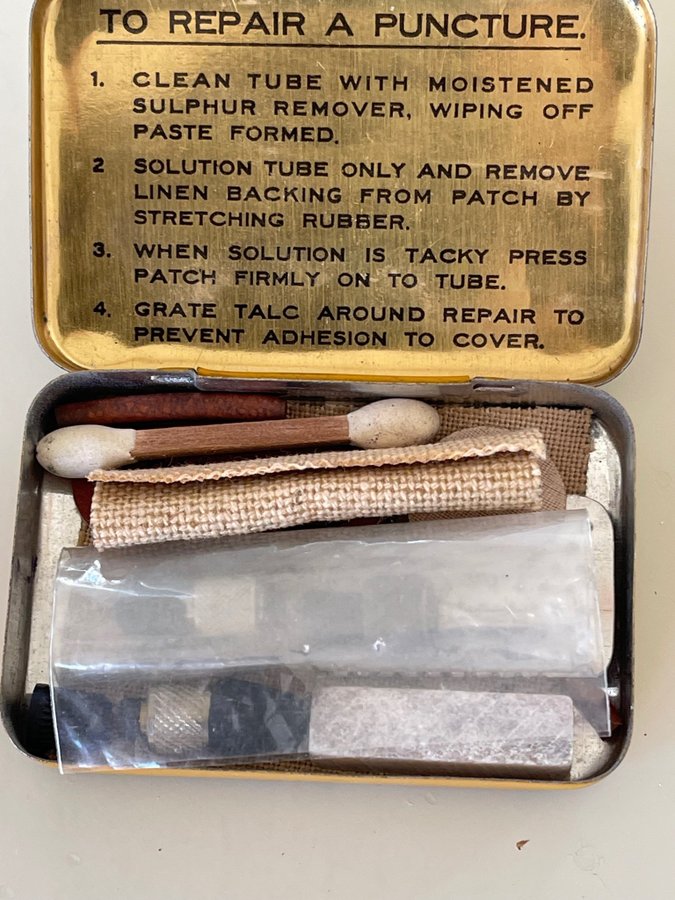 TO REPAIR A PUNCTURE.
1. CLEAN TUBE WITH MOISTENED
SULPHUR REMOVER, WIPING OFF
PASTE FORMED.
2 SOLUTION TUBE ONLY AND REMOVE
LINEN BACKING FROM PATCH BY
STRETCHING RUBBER.
3. WHEN SOLUTION IS TACKY PRESS
PATCH FIRMLY ON TO TUBE.
4. GRATE TALC AROUND REPAIR TO
PREVENT ADHESION TO COVER.